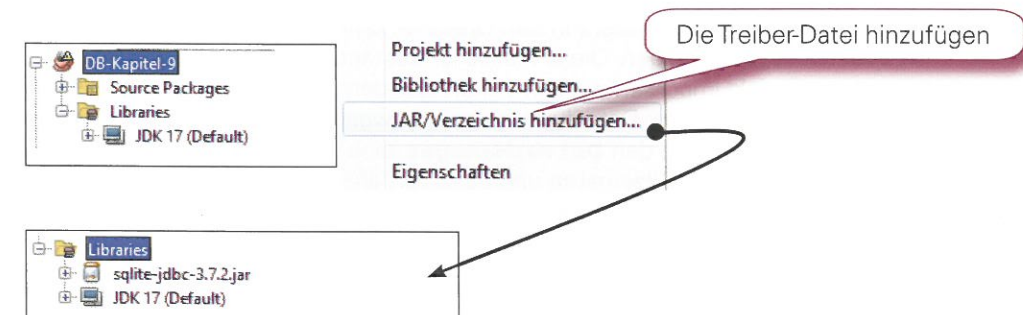 DB-Kapitel-9
Source Packages
Libraries
JDK 17 (Default)
Projekt hinzufügen...
Bibliothek hinzufügen...
JAR/Verzeichnis hinzufügen...
Eigenschaften
Die Treiber-Datei hinzufügen
Libraries
sqlite-jdbc-3.7.2.jar
JDK 17 (Default)